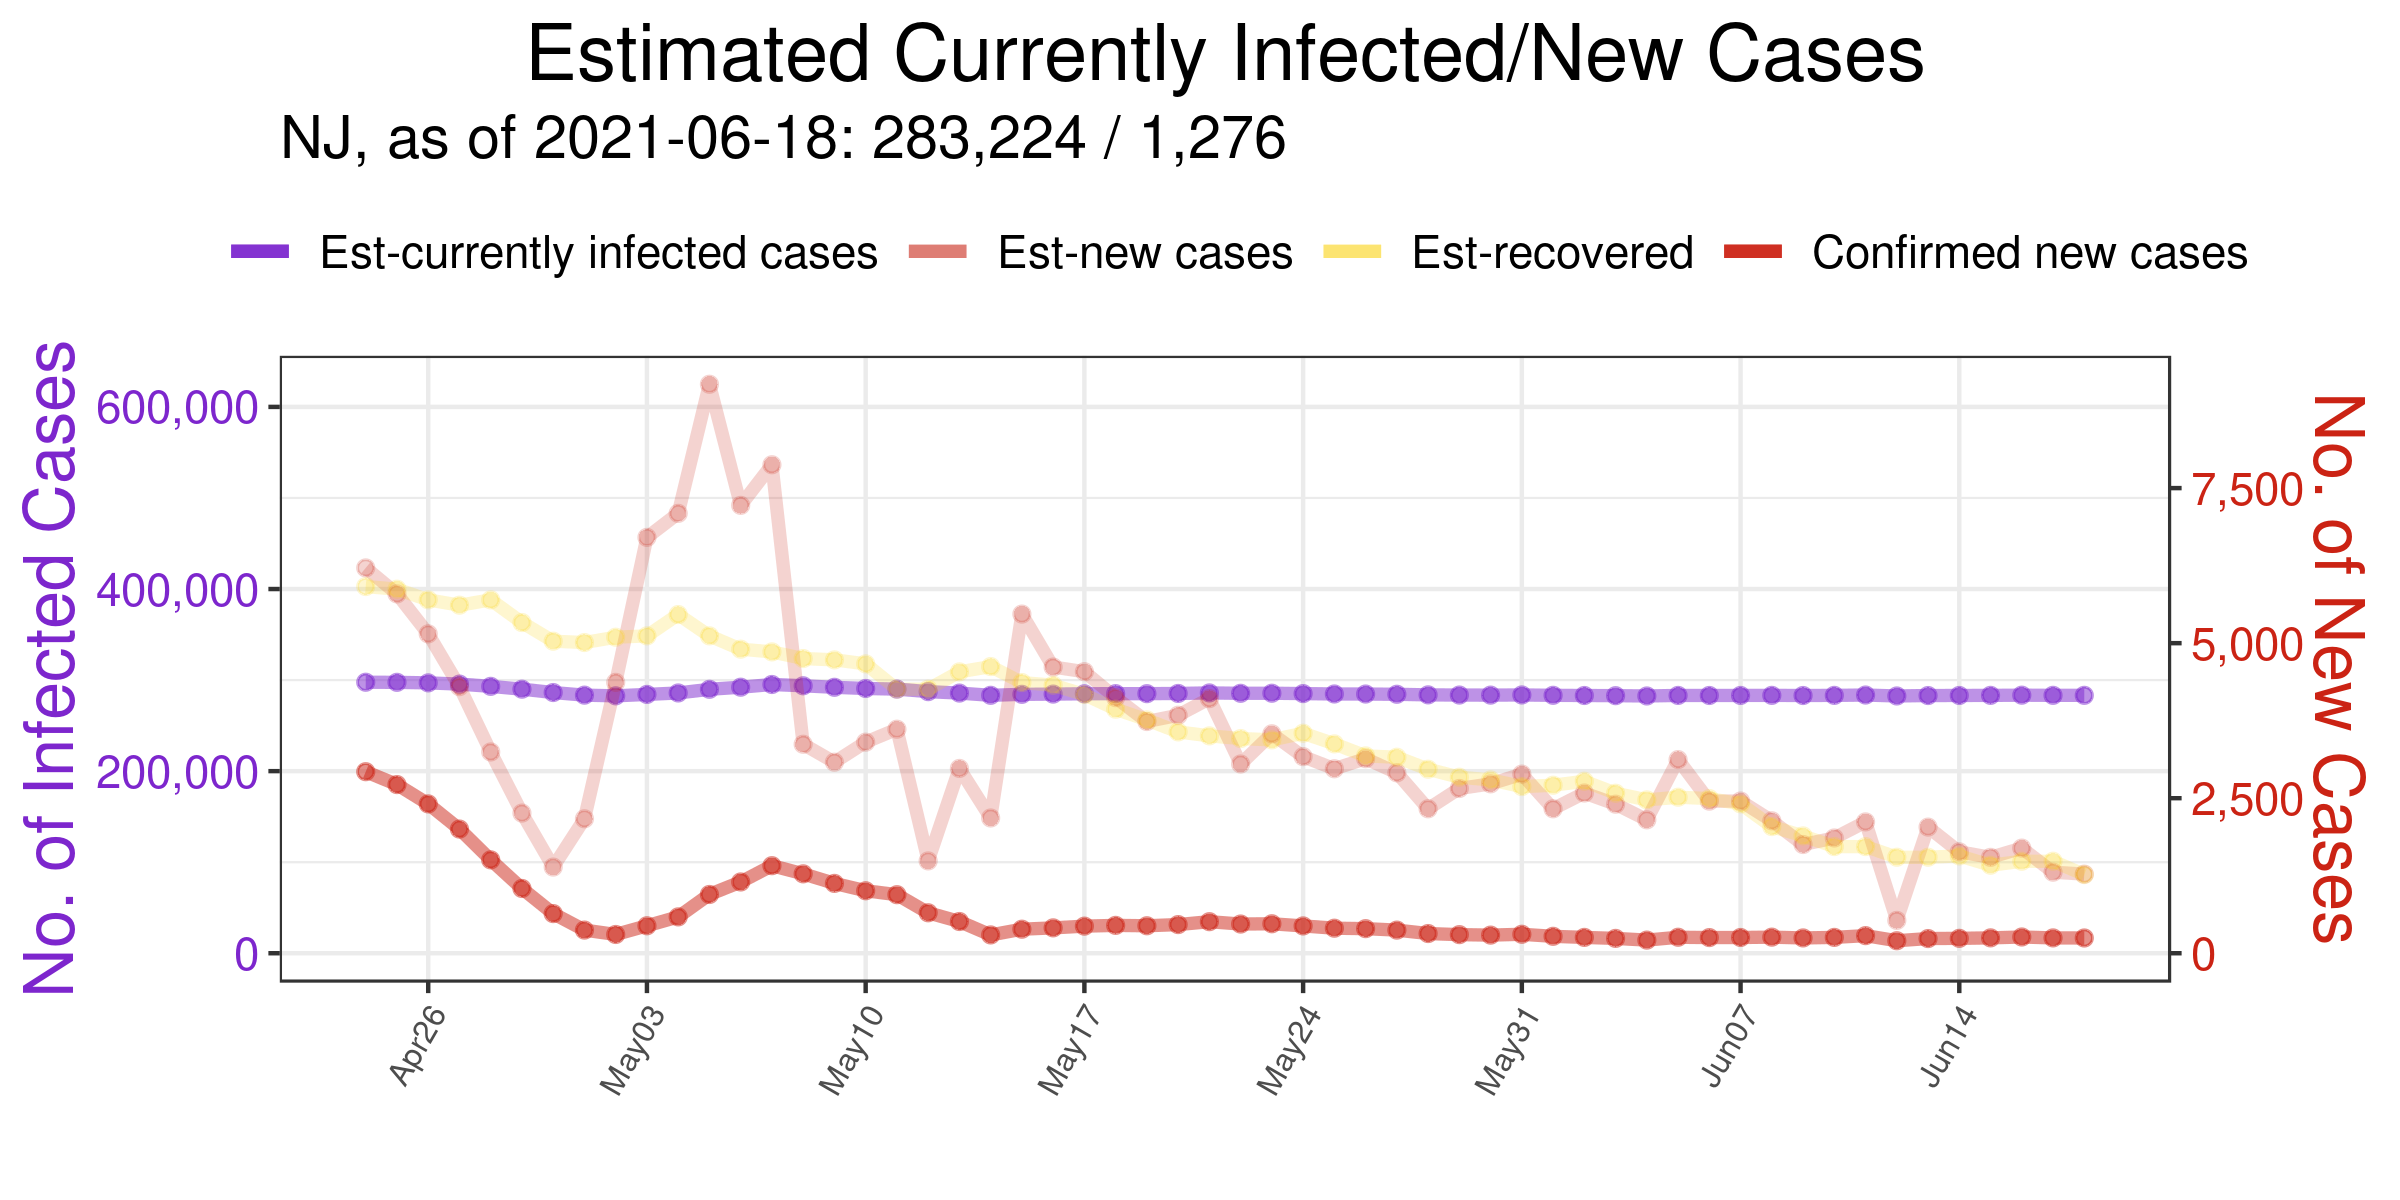 Estimated Currently Infected/New Cases
NJ, as of 2021-06-18: 283,224 / 1,276
Est-currently infected cases Est-new cases Est-recovered Confirmed new cases
No. of Infected Cases
600,000
400,000
200,000
0
No. of New Cases
7,500
5,000
2,500
0
Apr26 May03 May10 May17 May24 May31 Jun07 Jun14